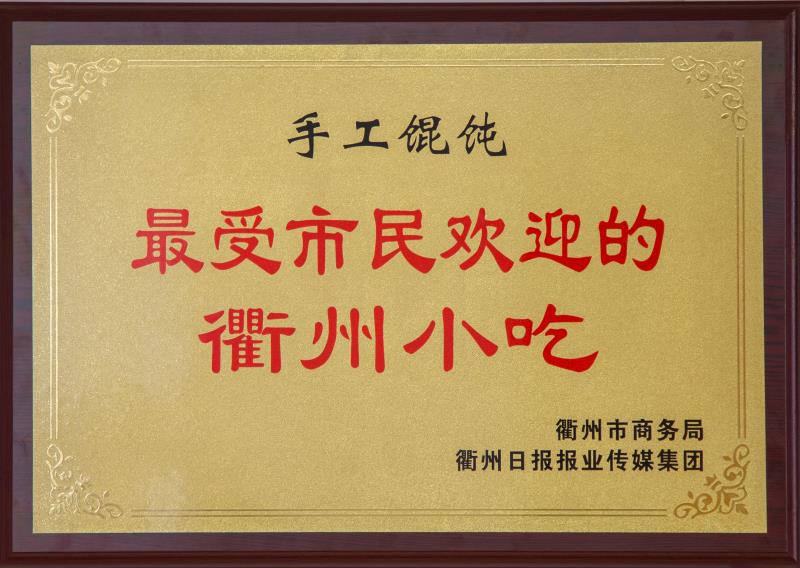 手工馄饨
最受市民欢迎的
衢州小吃
衢州市商务局
衢州日报报业传媒集团